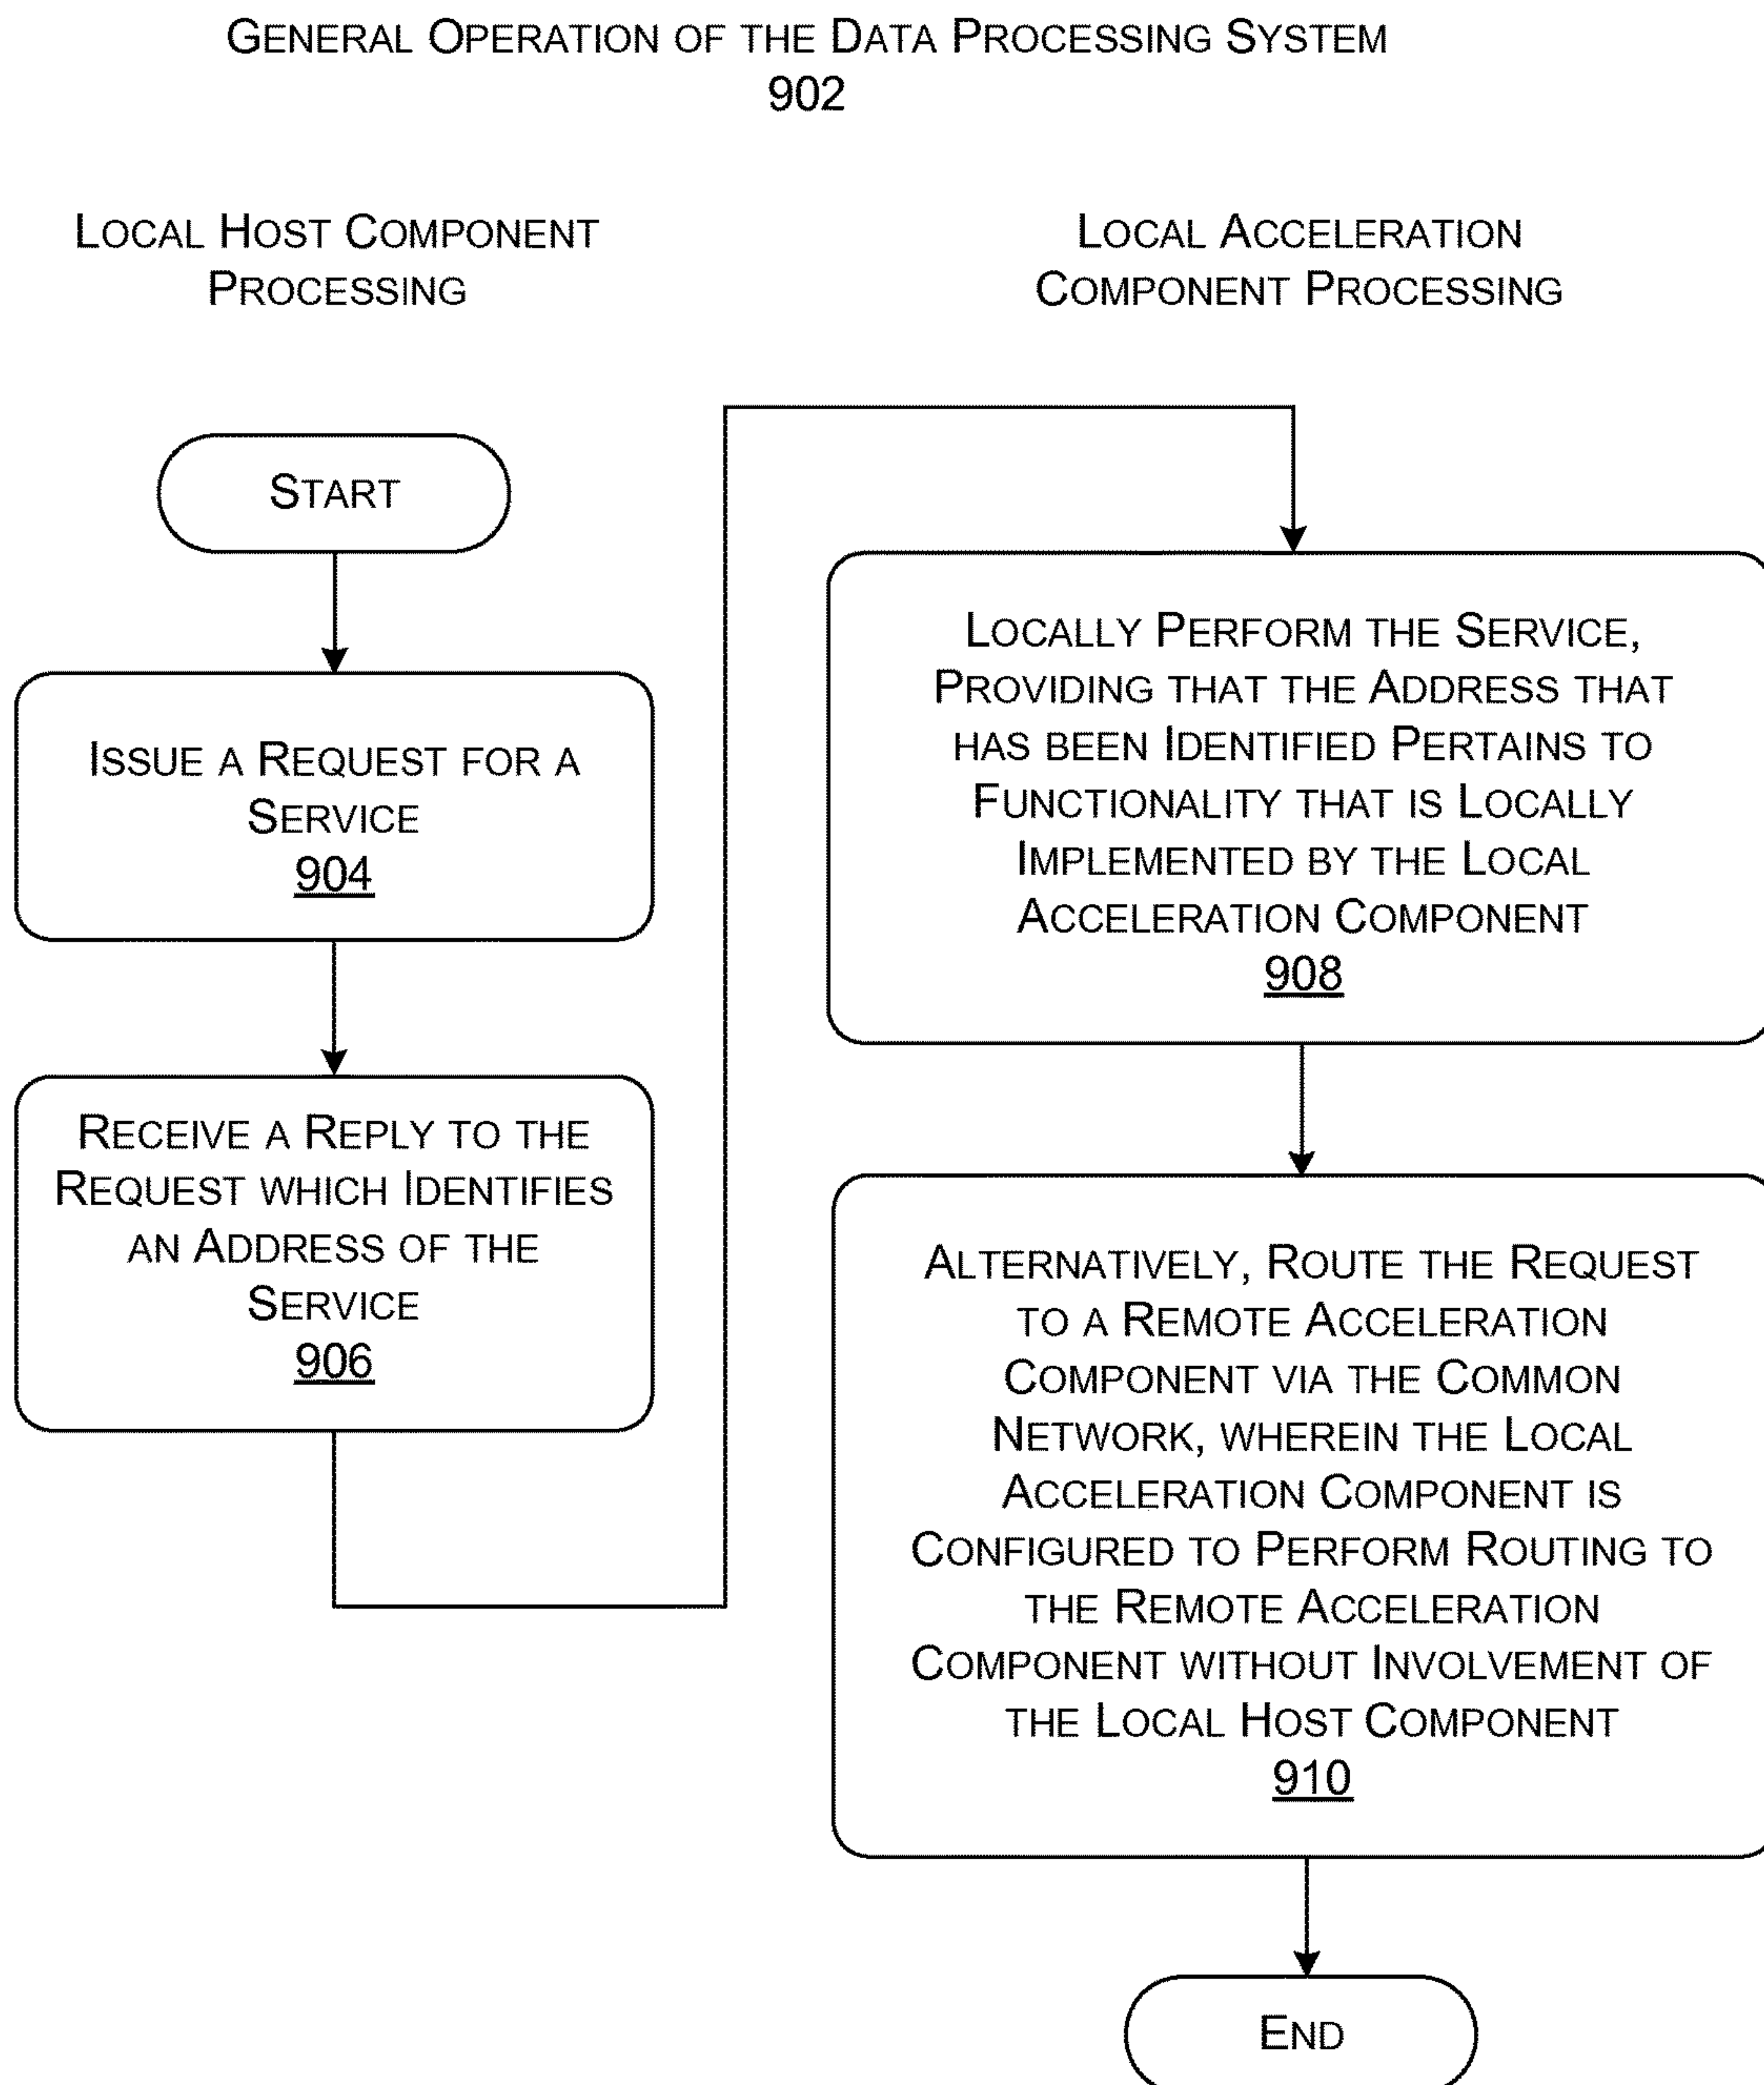 GENERAL OPERATION OF THE DATA PROCESSING SYSTEM
902
LOCAL HOST COMPONENT
PROCESSING
START
ISSUE A REQUEST FOR A
SERVICE
904
RECEIVE A REPLY TO THE
REQUEST WHICH IDENTIFIES
AN ADDRESS OF THE
SERVICE
906
LOCAL ACCELERATION
COMPONENT PROCESSING
LOCALLY PERFORM THE SERVICE,
PROVIDING THAT THE ADDRESS THAT
HAS BEEN IDENTIFIED PERTAINS TO
FUNCTIONALITY THAT IS LOCALLY
IMPLEMENTED BY THE LOCAL
ACCELERATION COMPONENT
908
ALTERNATIVELY, ROUTE THE REQUEST
TO A REMOTE ACCELERATION
COMPONENT VIA THE COMMON
NETWORK, WHEREIN THE LOCAL
ACCELERATION COMPONENT IS
CONFIGURED TO PERFORM ROUTING TO
THE REMOTE ACCELERATION
COMPONENT WITHOUT INVOLVEMENT OF
THE LOCAL HOST COMPONENT
910
END